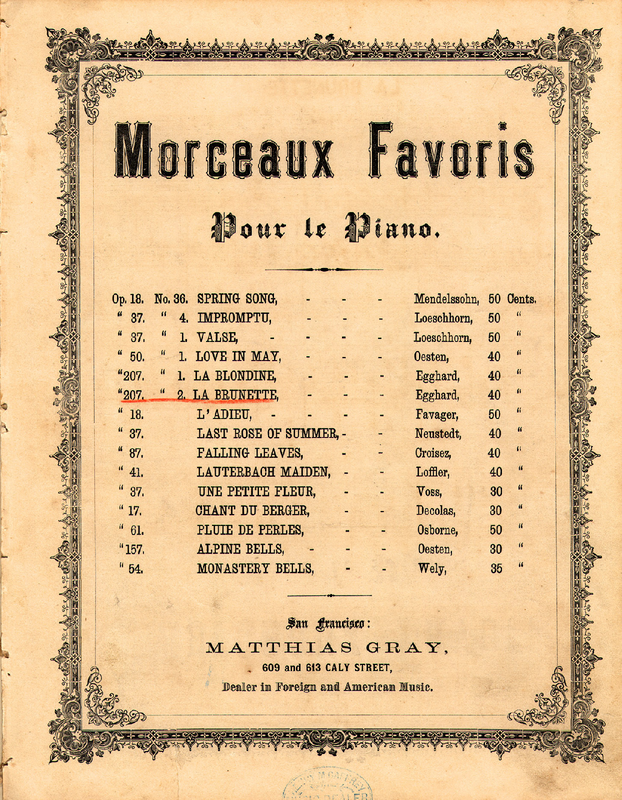 Morceaux Favoris
Pour le Piano.
Op. 18. No. 36. SPRING SONG, - - - Mendelssohn, 50 Cents.
" 37. " 4. IMPROMPTU, - - - Loeschhorn, 50 "
" 37. " 1. VALSE, - - - - Loeschhorn, 50 "
" 50. " 1. LOVE IN MAY, - - - Oesten, 40 "
"207. " 1. LA BLONDINE, - - - Egghard, 40 "
"207. " 2. LA BRUNETTE, - - - Egghard, 40 "
" 18. L'ADIEU, - - - - Favager, 50 "
" 37. LAST ROSE OF SUMMER, - - Neustedt, 40 "
" 87. FALLING LEAVES, - - Croisez, 40 "
" 41. LAUTERBACH MAIDEN, - - Loffler, 40 "
" 37. UNE PETITE FLEUR, - - Voss, 30 "
" 17. CHANT DU BERGER, - - Decolas, 30 "
" 61. PLUIE DE PERLES, - - Osborne, 50 "
"157. ALPINE BELLS, - - - Oesten, 30 "
" 54. MONASTERY BELLS, - - Wely, 35 "
San Francisco:
MATTHIAS GRAY,
609 and 613 CALY STREET,
Dealer in Foreign and American Music.